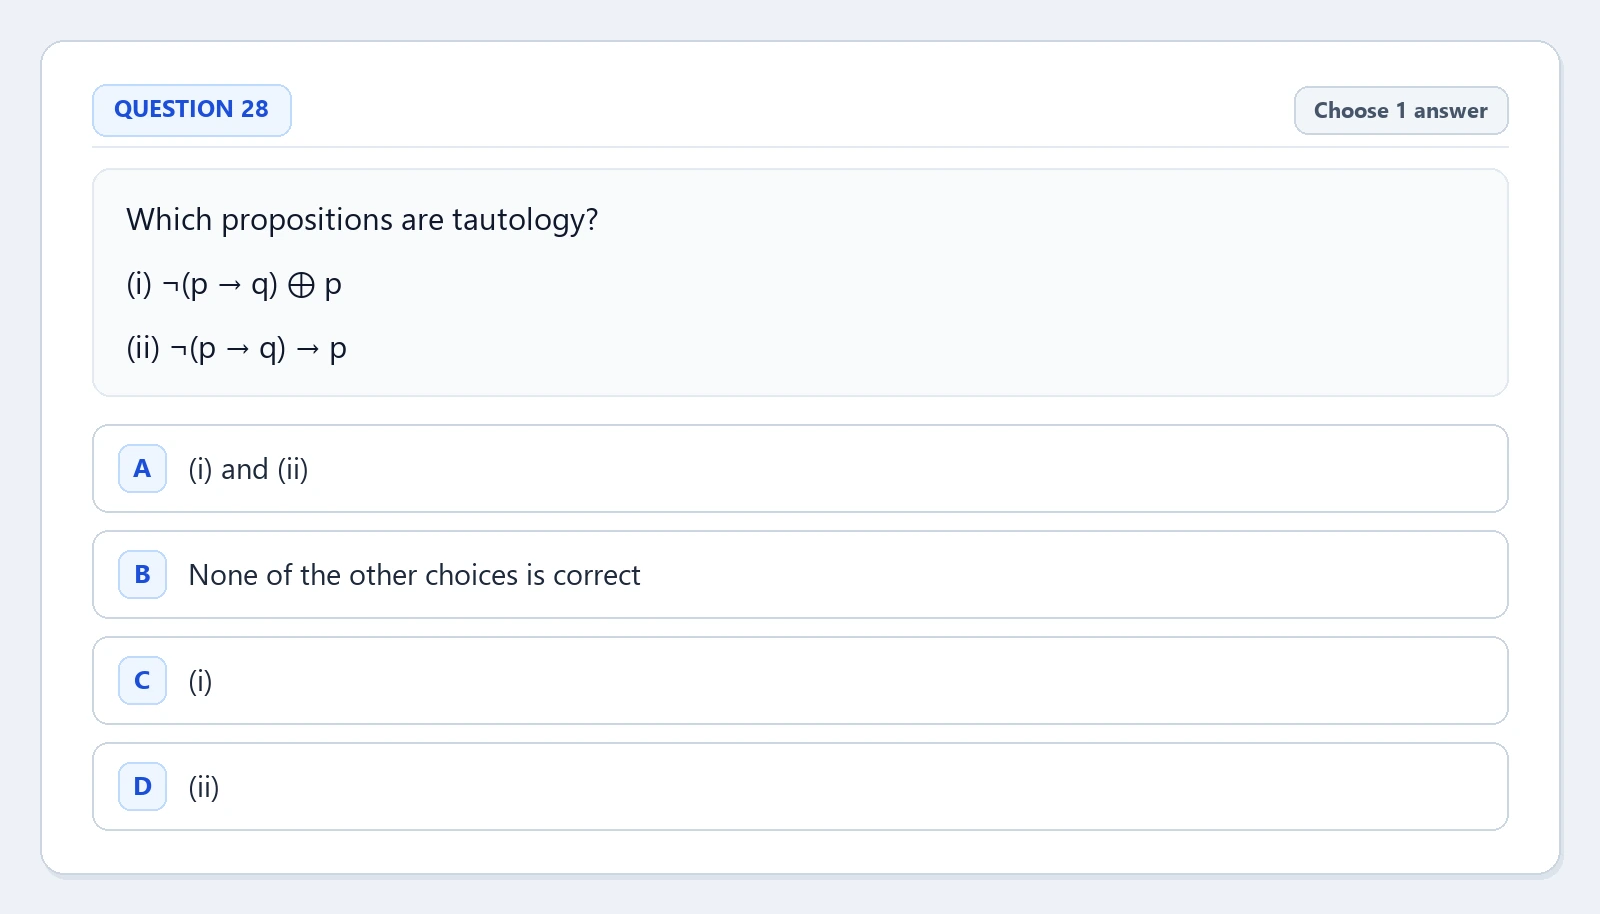 QUESTION 28
Choose 1 answer
Which propositions are tautology?
(i) ¬(p → q) ⨁ p
(ii) ¬(p → q) → p
A (i) and (ii)
B None of the other choices is correct
C (i)
D (ii)